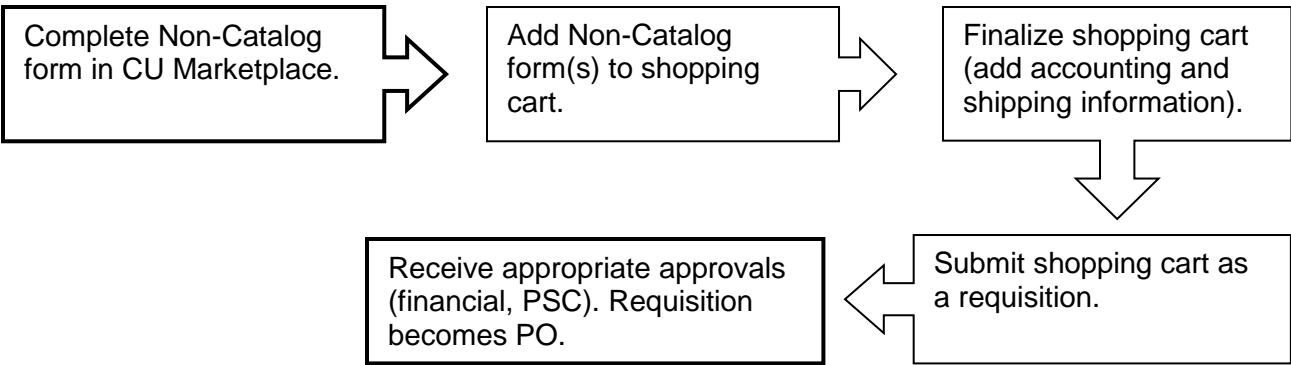 Complete Non-Catalog
form in CU Marketplace.
Add Non-Catalog
form(s) to shopping
cart.
Finalize shopping cart
(add accounting and
shipping information).
Submit shopping cart as
a requisition.
Receive appropriate approvals
(financial, PSC). Requisition
becomes PO.